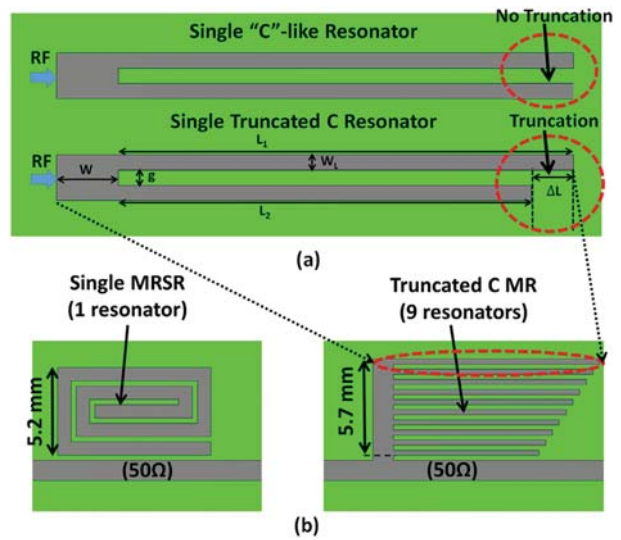 Single “C”-like Resonator
No Truncation
RF
Single Truncated C Resonator
Truncation
L1
RF
W
g
WL
L2
ΔL
(a)
Single MRSR
(1 resonator)
Truncated C MR
(9 resonators)
5.2 mm
(50Ω)
5.7 mm
(50Ω)
(b)